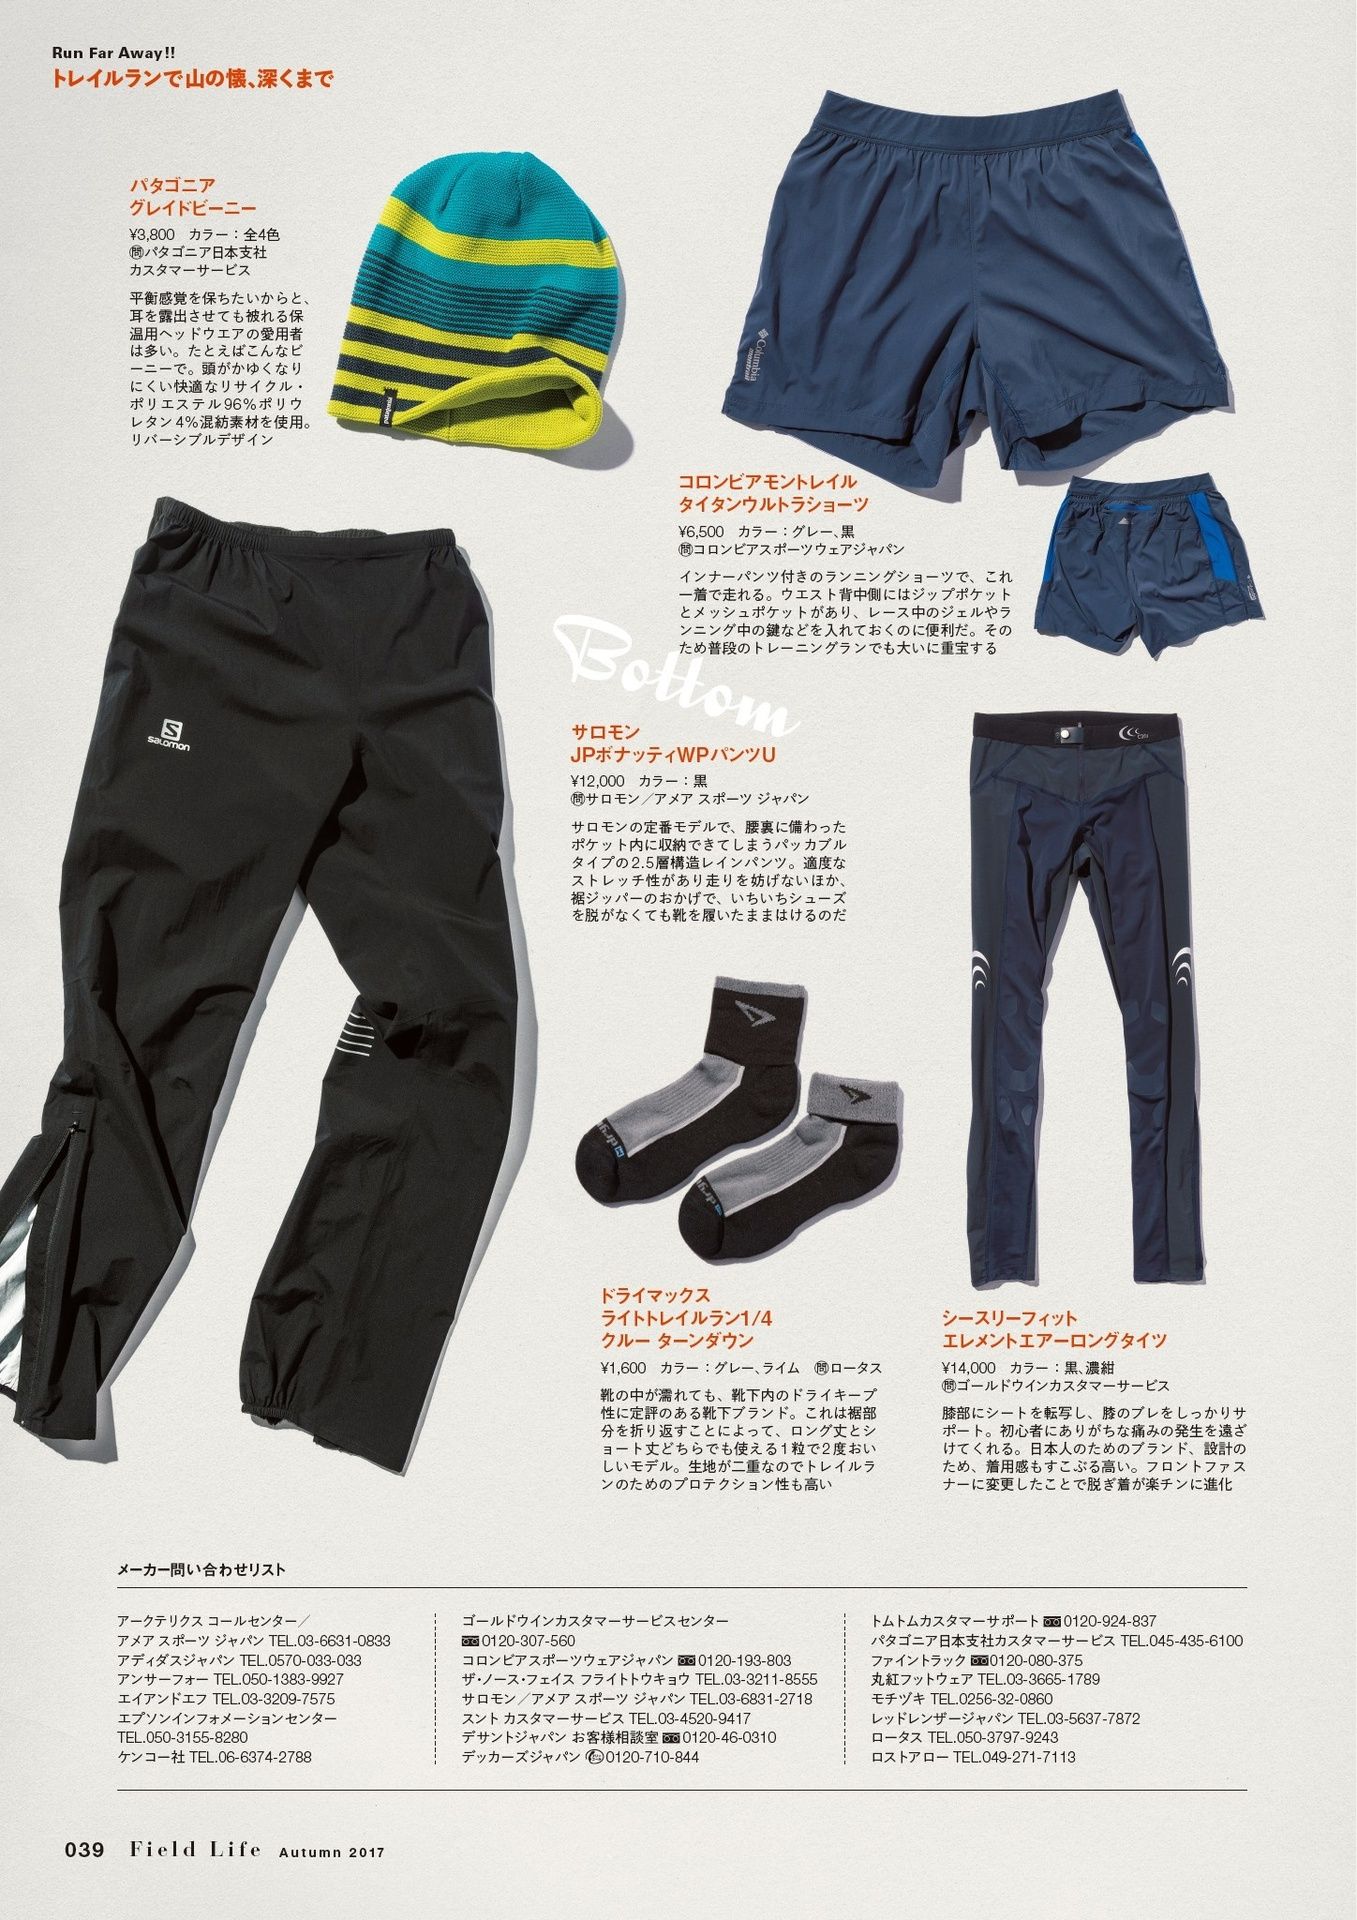 Run Far Away!!
トレイルランで山の懐、深くまで
パタゴニア
グレイドビーニー
¥3,800　カラー：全4色
㉄パタゴニア日本支社
カスタマーサービス
平衡感覚を保ちたいからと、
耳を露出させても被れる保
温用ヘッドウエアの愛用者
は多い。たとえばこんなビ
ーニーで。頭がかゆくなり
にくい快適なリサイクル・
ポリエステル96%ポリウ
レタン4%混紡素材を使用。
リバーシブルデザイン
patagonia
Columbia
montrail
コロンビアモントレイル
タイタンウルトラショーツ
¥6,500　カラー：グレー、黒
㉄コロンビアスポーツウェアジャパン
インナーパンツ付きのランニングショーツで、これ
一着で走れる。ウエスト背中側にはジップポケット
とメッシュポケットがあり、レース中のジェルやラ
ンニング中の鍵などを入れておくのに便利だ。その
ため普段のトレーニングランでも大いに重宝する
Bottom
S
salomon
サロモン
JPボナッティWPパンツU
¥12,000　カラー：黒
㉄サロモン／アメア スポーツ ジャパン
サロモンの定番モデルで、腰裏に備わった
ポケット内に収納できてしまうパッカブル
タイプの2.5層構造レインパンツ。適度な
ストレッチ性があり走りを妨げないほか、
裾ジッパーのおかげで、いちいちシューズ
を脱がなくても靴を履いたままはけるのだ
ドライマックス
ライトトレイルラン1/4
クルー ターンダウン
¥1,600　カラー：グレー、ライム　㉄ロータス
靴の中が濡れても、靴下内のドライキープ
性に定評のある靴下ブランド。これは裾部
分を折り返すことによって、ロング丈とシ
ョート丈どちらでも使える1粒で2度おい
しいモデル。生地が二重なのでトレイルラ
ンのためのプロテクション性も高い
シースリーフィット
エレメントエアーロングタイツ
¥14,000　カラー：黒、濃紺
㉄ゴールドウインカスタマーサービス
膝部にシートを転写し、膝のブレをしっかりサ
ポート。初心者にありがちな痛みの発生を遠ざ
けてくれる。日本人のためのブランド、設計の
ため、着用感もすこぶる高い。フロントファス
ナーに変更したことで脱ぎ着が楽チンに進化
メーカー問い合わせリスト
アークテリクス コールセンター／
アメア スポーツ ジャパン TEL.03-6631-0833
アディダスジャパン TEL.0570-033-033
アンサーフォー TEL.050-1383-9927
エイアンドエフ TEL.03-3209-7575
エプソンインフォメーションセンター
TEL.050-3155-8280
ケンコー社 TEL.06-6374-2788
ゴールドウインカスタマーサービスセンター
0120-307-560
コロンビアスポーツウェアジャパン 0120-193-803
ザ・ノース・フェイス フライトトウキョウ TEL.03-3211-8555
サロモン／アメア スポーツ ジャパン TEL.03-6831-2718
スント カスタマーサービス TEL.03-4520-9417
デサントジャパン お客様相談室 0120-46-0310
デッカーズジャパン 0120-710-844
トムトムカスタマーサポート 0120-924-837
パタゴニア日本支社カスタマーサービス TEL.045-435-6100
ファイントラック 0120-080-375
丸紅フットウェア TEL.03-3665-1789
モチヅキ TEL.0256-32-0860
レッドレンザージャパン TEL.03-5637-7872
ロータス TEL.050-3797-9243
ロストアロー TEL.049-271-7113
039 Field Life Autumn 2017